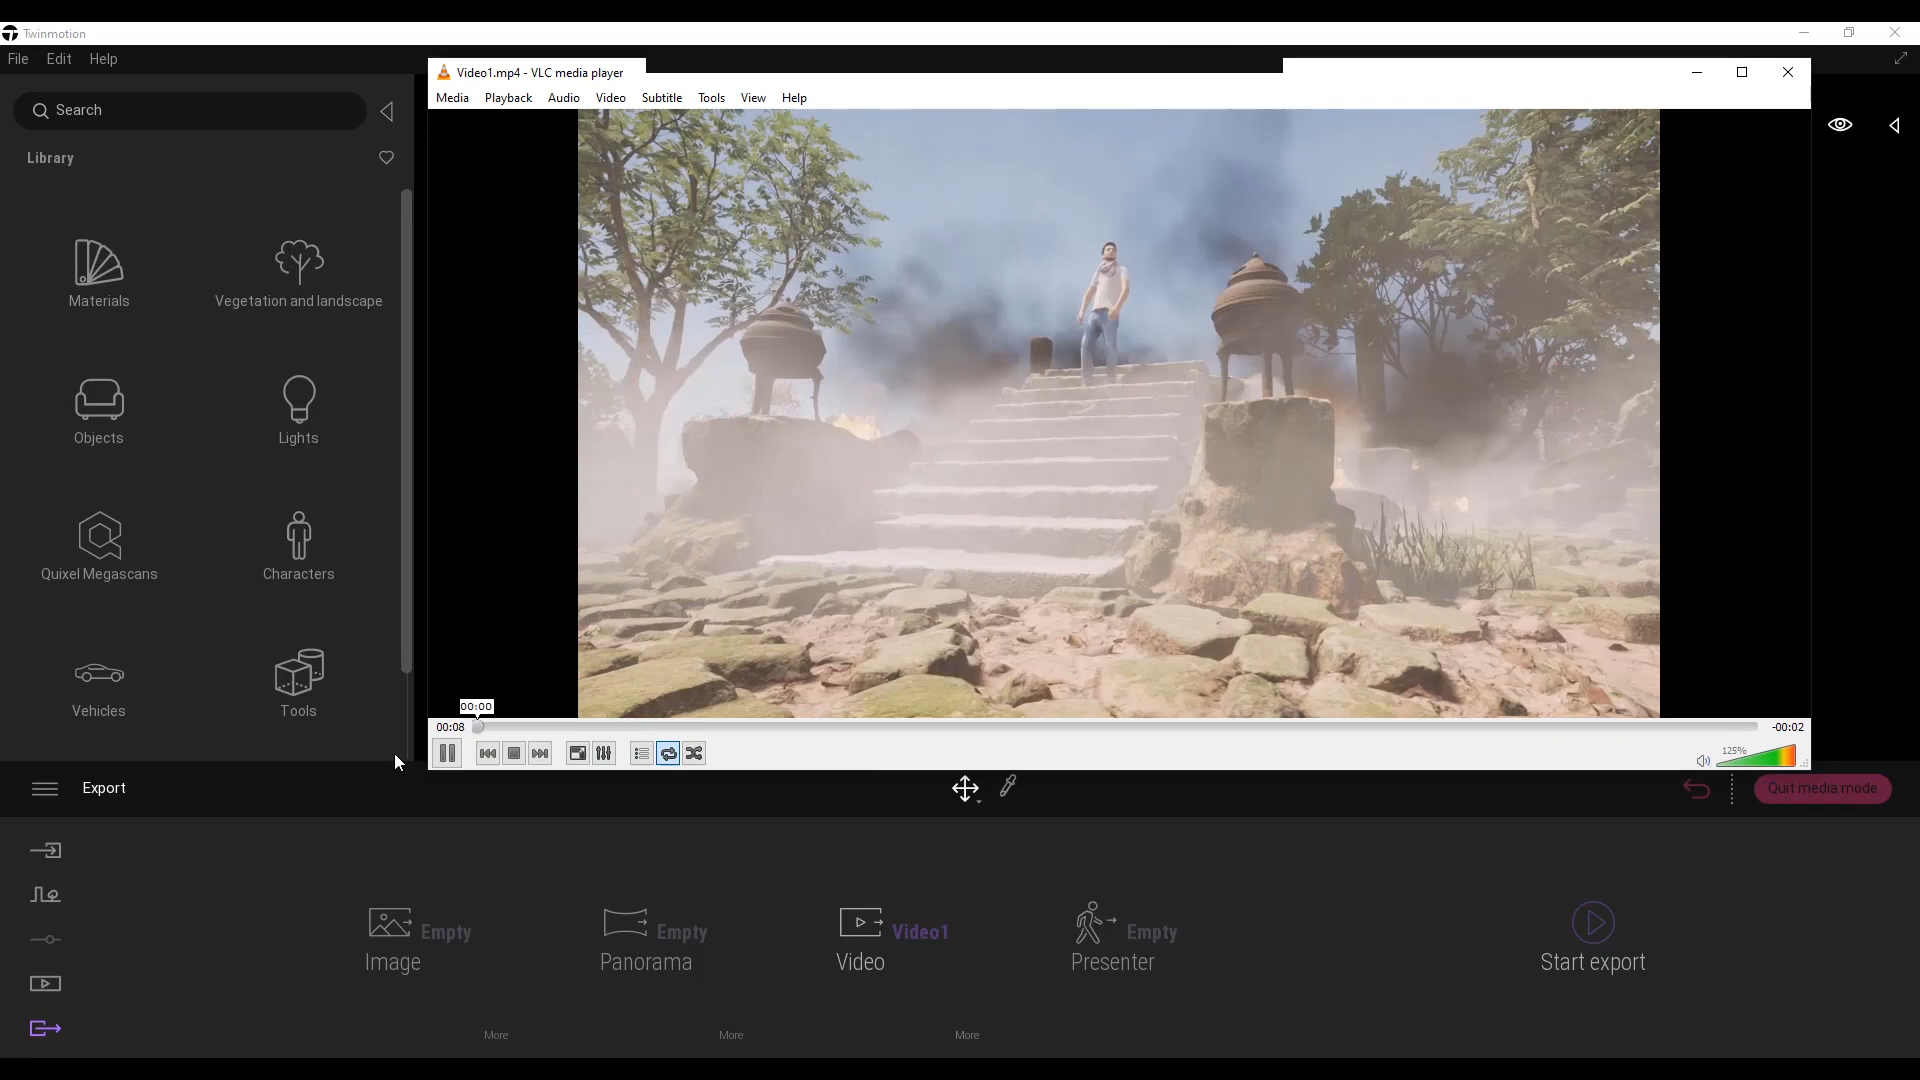 Twinmotion
File Edit Help
Video1.mp4 - VLC media player
Media Playback Audio Video Subtitle Tools View Help
Search
Library
Materials
Vegetation and landscape
Objects
Lights
Quixel Megascans
Characters
Vehicles
Tools
00:00
00:08
-00:02
125%
Export
Quit media mode
Empty
Image
Empty
Panorama
Video1
Video
Empty
Presenter
Start export
More
More
More